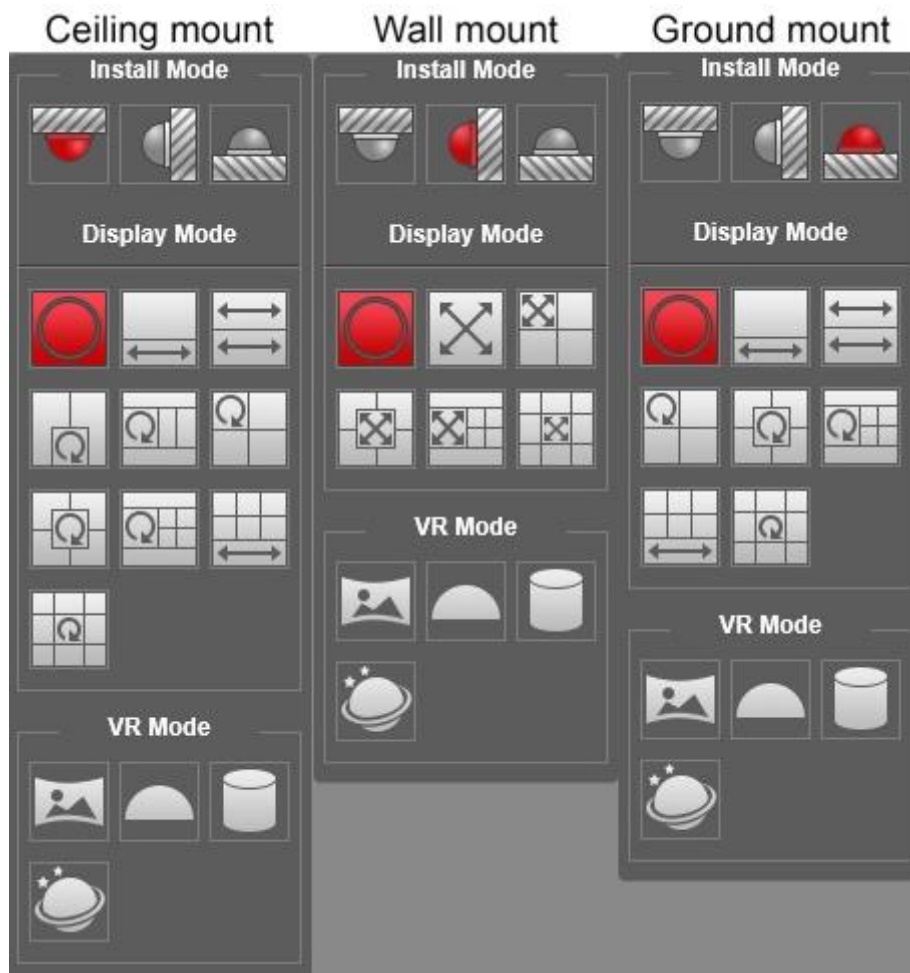 Ceiling mount
Install Mode
Display Mode
VR Mode
Wall mount
Install Mode
Display Mode
VR Mode
Ground mount
Install Mode
Display Mode
VR Mode